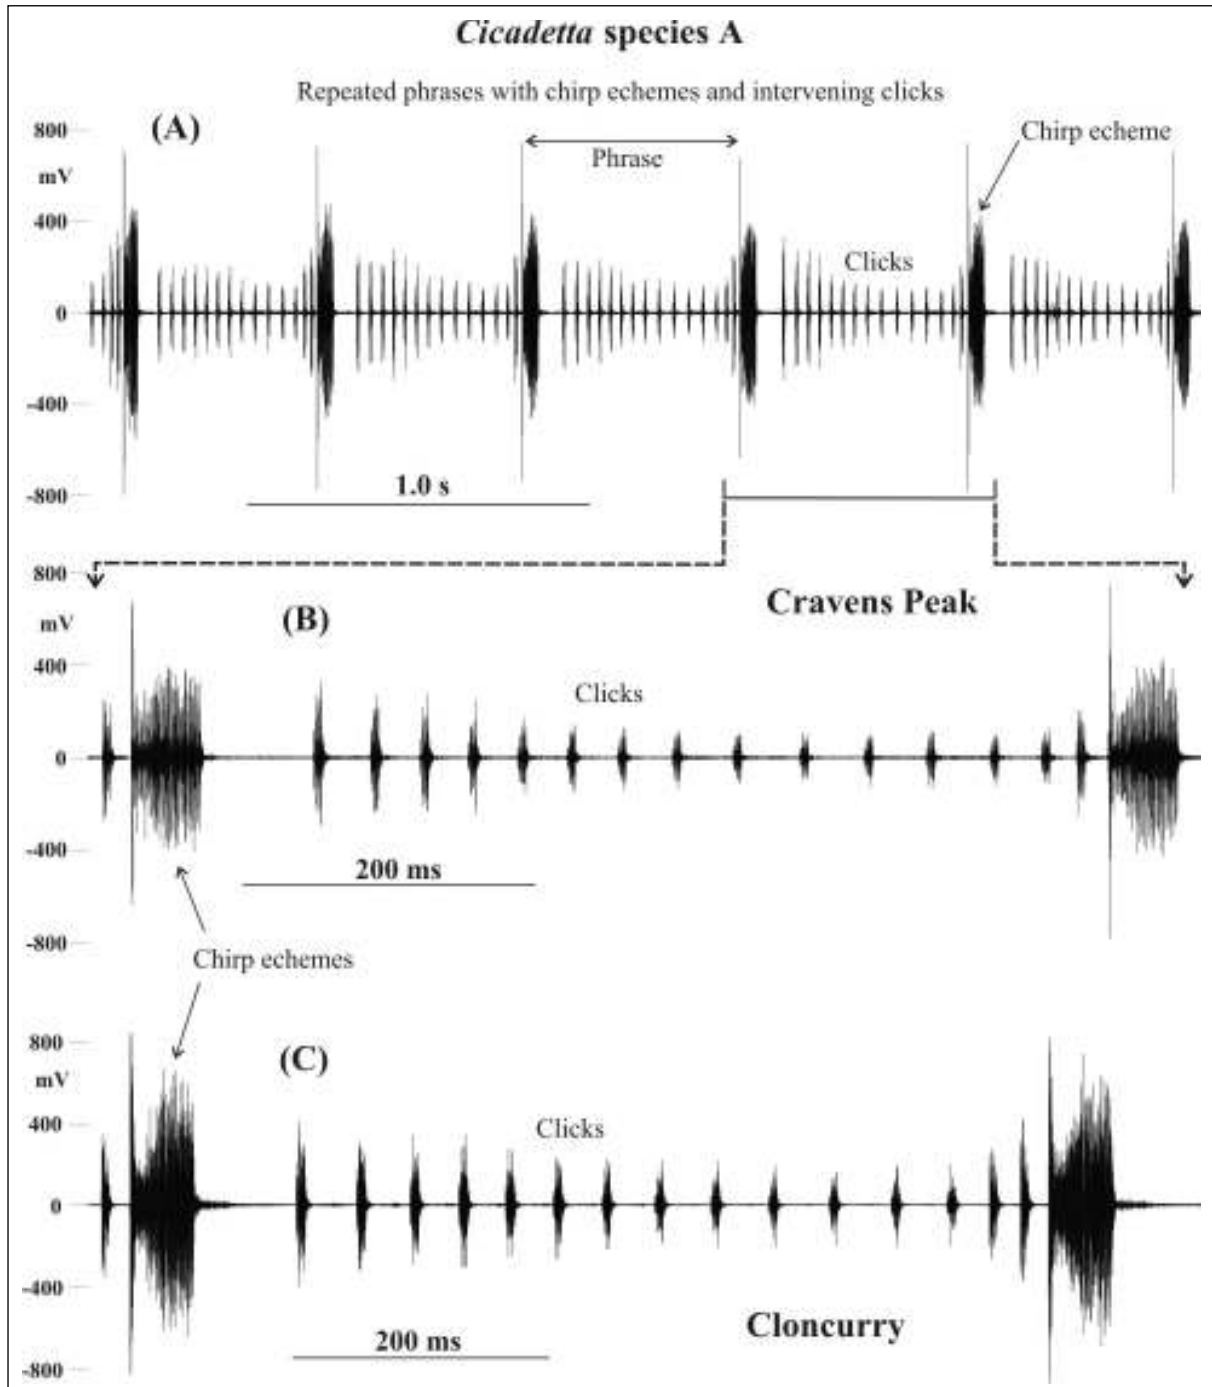 Cicadetta species A
Repeated phrases with chirp echemes and intervening clicks
(A)
800
mV
400
0
-400
-800
Phrase
Chirp echeme
Clicks
1.0 s
800
mV
400
0
-400
-800
(B)
Cravens Peak
Clicks
200 ms
Chirp echemes
800
mV
400
0
-400
-800
(C)
Clicks
200 ms
Cloncurry